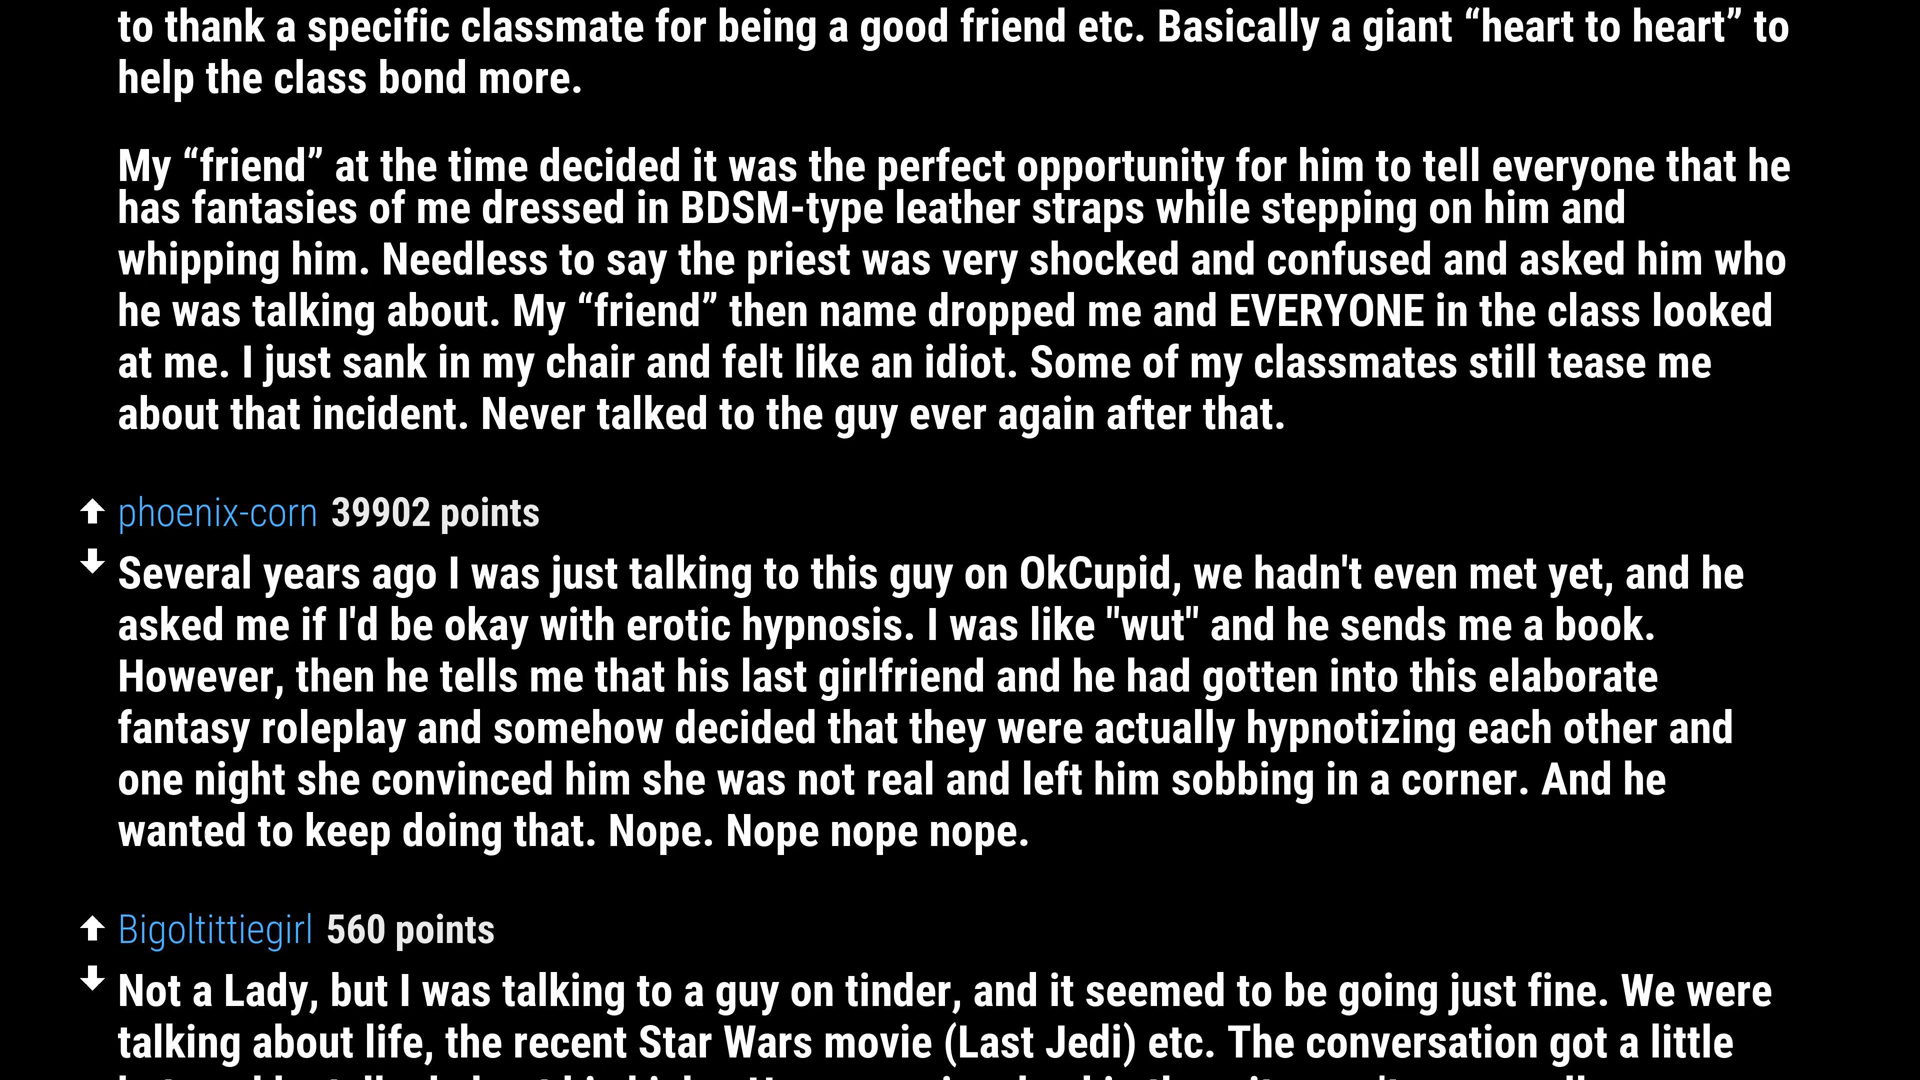 to thank a specific classmate for being a good friend etc. Basically a giant “heart to heart” to
help the class bond more.
My “friend” at the time decided it was the perfect opportunity for him to tell everyone that he
has fantasies of me dressed in BDSM-type leather straps while stepping on him and
whipping him. Needless to say the priest was very shocked and confused and asked him who
he was talking about. My “friend” then name dropped me and EVERYONE in the class looked
at me. I just sank in my chair and felt like an idiot. Some of my classmates still tease me
about that incident. Never talked to the guy ever again after that.
phoenix-corn 39902 points
Several years ago I was just talking to this guy on OkCupid, we hadn't even met yet, and he
asked me if I'd be okay with erotic hypnosis. I was like "wut" and he sends me a book.
However, then he tells me that his last girlfriend and he had gotten into this elaborate
fantasy roleplay and somehow decided that they were actually hypnotizing each other and
one night she convinced him she was not real and left him sobbing in a corner. And he
wanted to keep doing that. Nope. Nope nope nope.
Bigoltittiegirl 560 points
Not a Lady, but I was talking to a guy on tinder, and it seemed to be going just fine. We were
talking about life, the recent Star Wars movie (Last Jedi) etc. The conversation got a little